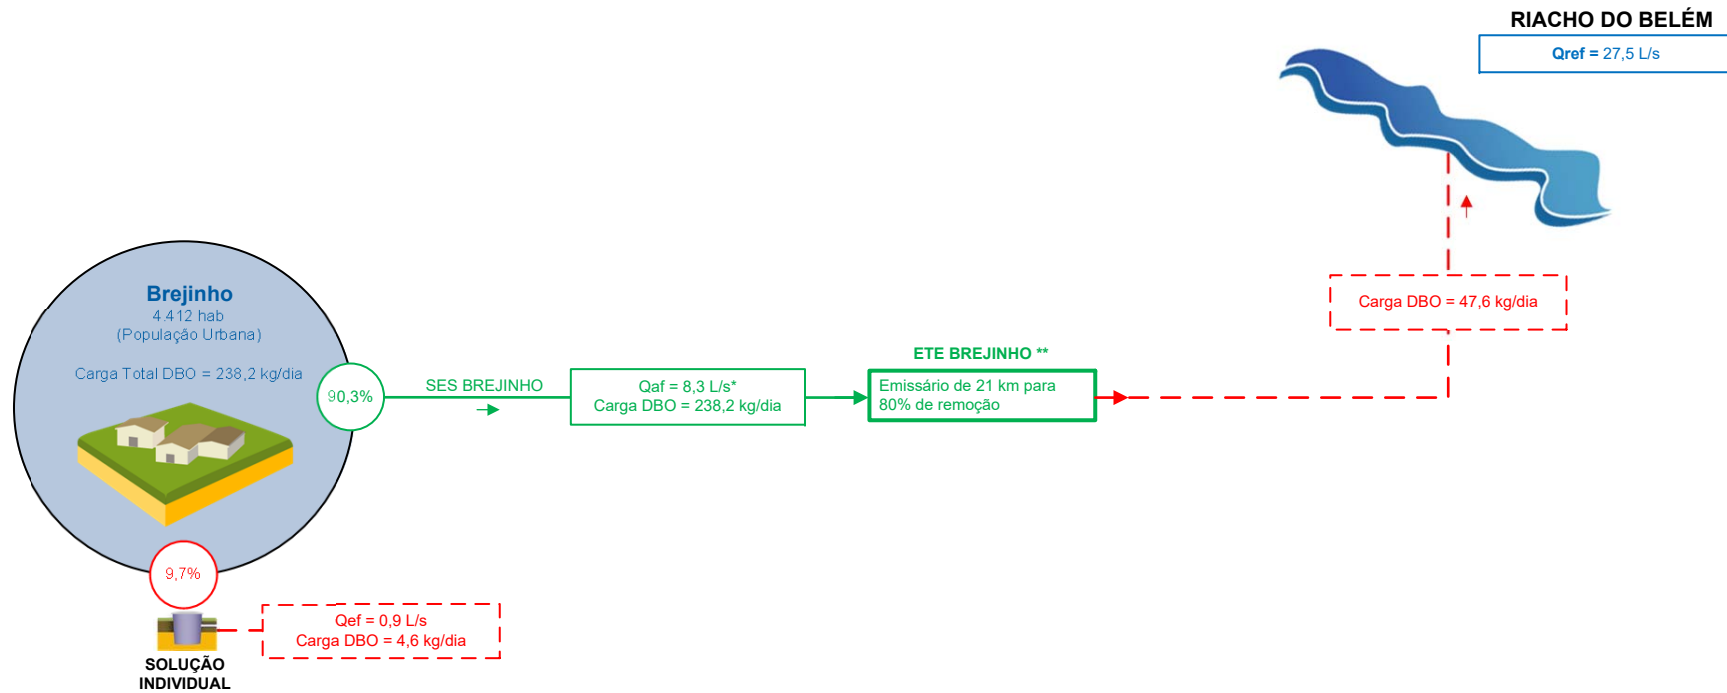 RIACHO DO BELÉM
Qref = 27,5 L/s
Brejinho
4.412 hab
(População Urbana)
Carga Total DBO = 238,2 kg/dia
90,3%
SES BREJINHO
Qaf = 8,3 L/s*
Carga DBO = 238,2 kg/dia
ETE BREJINHO **
Emissário de 21 km para
80% de remoção
Carga DBO = 47,6 kg/dia
9,7%
Qef = 0,9 L/s
Carga DBO = 4,6 kg/dia
SOLUÇÃO
INDIVIDUAL